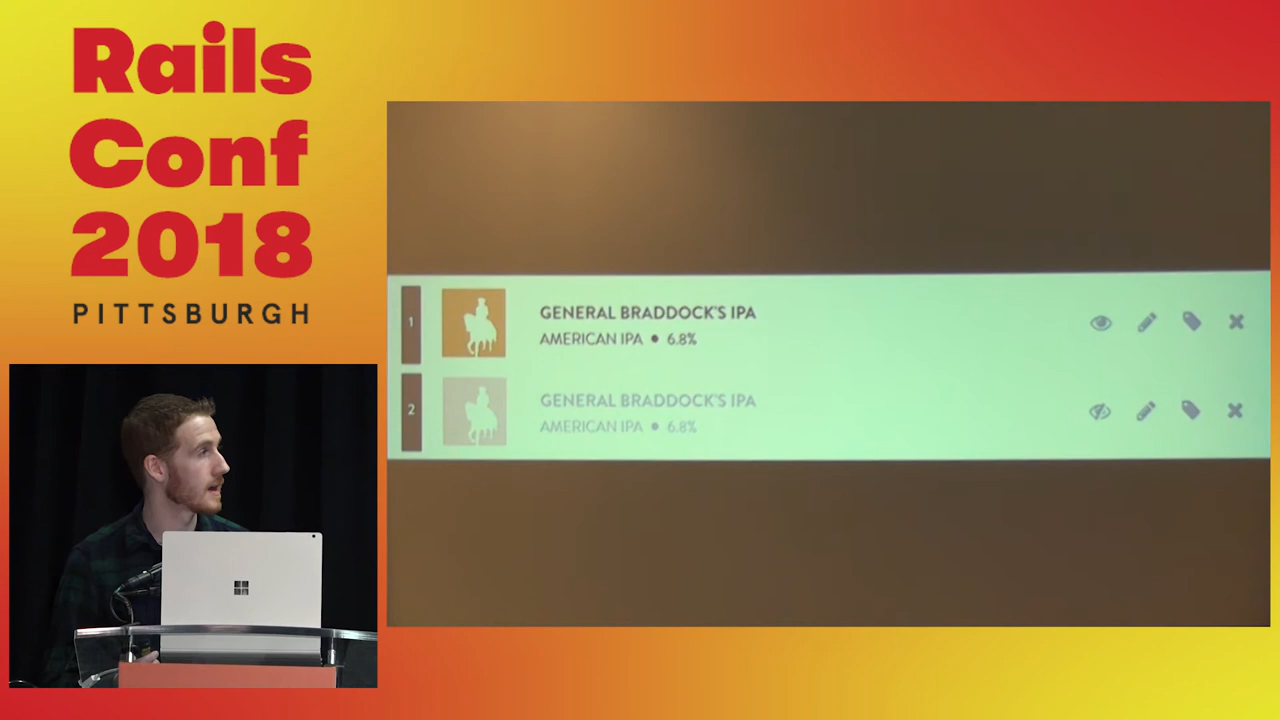 Rails
Conf
2018
PITTSBURGH
1
GENERAL BRADDOCK'S IPA
AMERICAN IPA • 6.8%
2
GENERAL BRADDOCK'S IPA
AMERICAN IPA • 6.8%